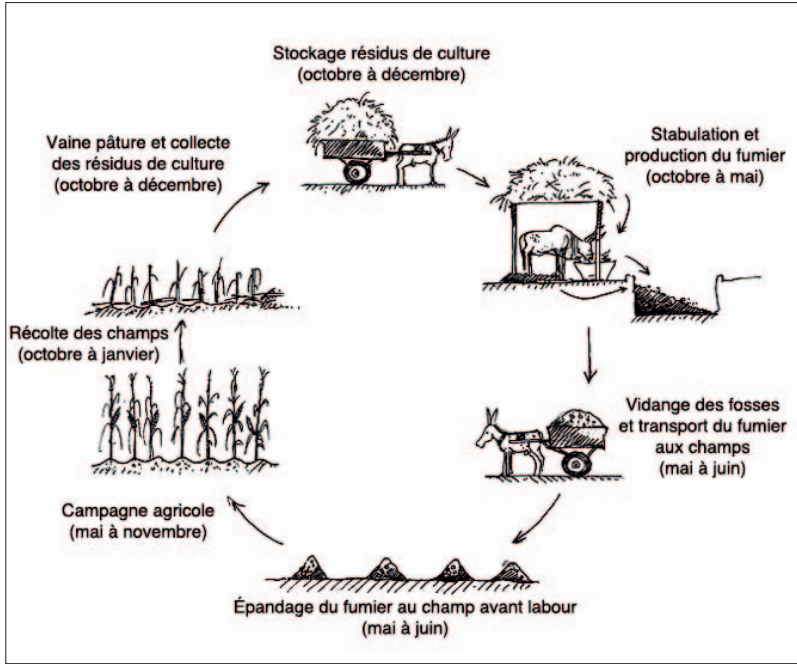 Stockage résidus de culture
(octobre à décembre)
Stabulation et
production du fumier
(octobre à mai)
Vidange des fosses
et transport du fumier
aux champs
(mai à juin)
Épandage du fumier au champ avant labour
(mai à juin)
Campagne agricole
(mai à novembre)
Récolte des champs
(octobre à janvier)
Vaine pâture et collecte
des résidus de culture
(octobre à décembre)